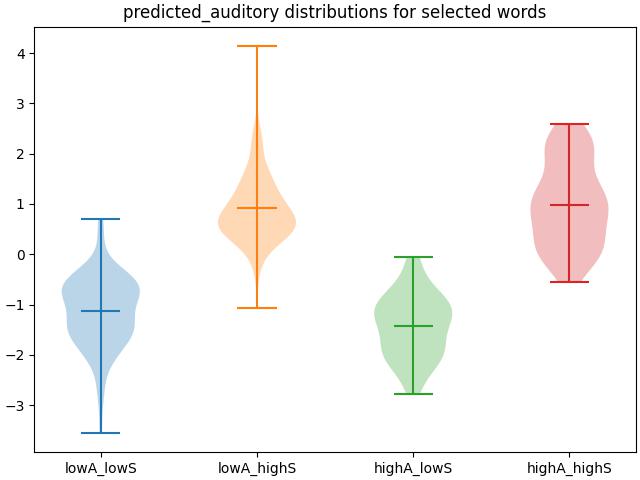 predicted_auditory distributions for selected words
4
3
2
1
0
−1
−2
−3
lowA_lowS
lowA_highS
highA_lowS
highA_highS